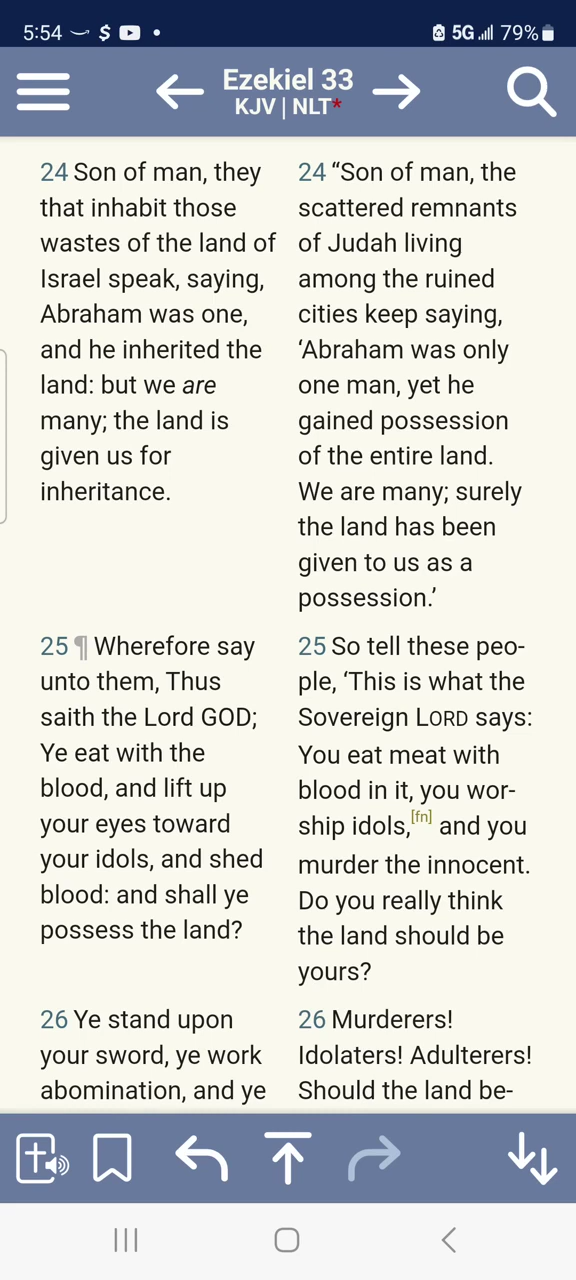 5:54
$
5G 79%
Ezekiel 33
KJV | NLT*
24 Son of man, they
that inhabit those
wastes of the land of
Israel speak, saying,
Abraham was one,
and he inherited the
land: but we are
many; the land is
given us for
inheritance.
24 “Son of man, the
scattered remnants
of Judah living
among the ruined
cities keep saying,
‘Abraham was only
one man, yet he
gained possession
of the entire land.
We are many; surely
the land has been
given to us as a
possession.’
25 ¶ Wherefore say
unto them, Thus
saith the Lord GOD;
Ye eat with the
blood, and lift up
your eyes toward
your idols, and shed
blood: and shall ye
possess the land?
25 So tell these peo-
ple, ‘This is what the
Sovereign LORD says:
You eat meat with
blood in it, you wor-
ship idols,[fn] and you
murder the innocent.
Do you really think
the land should be
yours?
26 Ye stand upon
your sword, ye work
abomination, and ye
26 Murderers!
Idolaters! Adulterers!
Should the land be-